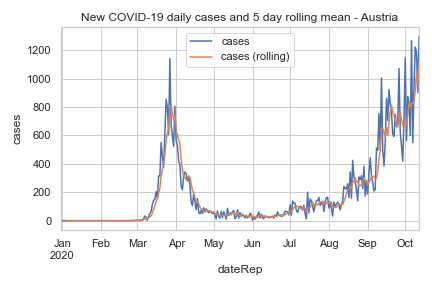 New COVID-19 daily cases and 5 day rolling mean - Austria
cases
cases (rolling)
1200
1000
800
600
400
200
0
cases
Jan Feb Mar Apr May Jun Jul Aug Sep Oct
2020
dateRep